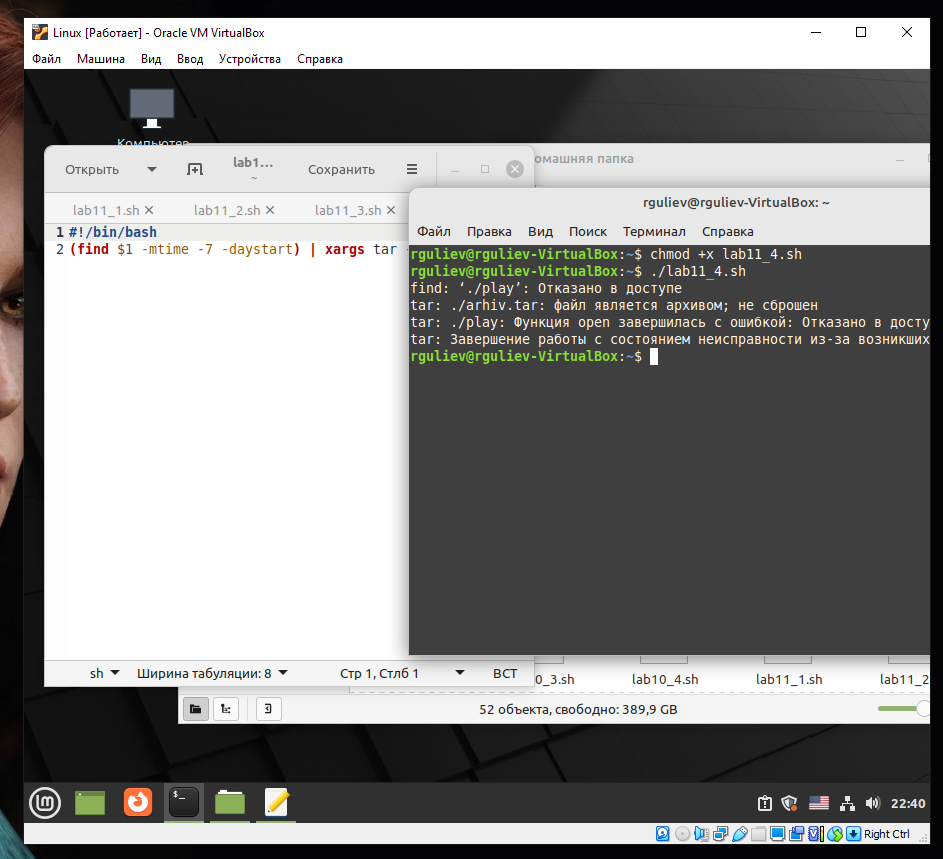 Linux [Работает] - Oracle VM VirtualBox
Файл Машина Вид Ввод Устройства Справка
Компьютер
Открыть lab1... Сохранить
~
омашняя папка
lab11_1.sh lab11_2.sh lab11_3.sh
rguliev@rguliev-VirtualBox: ~
Файл Правка Вид Поиск Терминал Справка
1 #!/bin/bash
2 (find $1 -mtime -7 -daystart) | xargs tar
rguliev@rguliev-VirtualBox:~$ chmod +x lab11_4.sh
rguliev@rguliev-VirtualBox:~$ ./lab11_4.sh
find: ‘./play’: Отказано в доступе
tar: ./arhiv.tar: файл является архивом; не сброшен
tar: ./play: Функция open завершилась с ошибкой: Отказано в досту
tar: Завершение работы с состоянием неисправности из-за возникших
rguliev@rguliev-VirtualBox:~$
sh Ширина табуляции: 8 Стр 1, Стлб 1 ВСТ
0_3.sh lab10_4.sh lab11_1.sh lab11_2
52 объекта, свободно: 389,9 GB
22:40
Right Ctrl